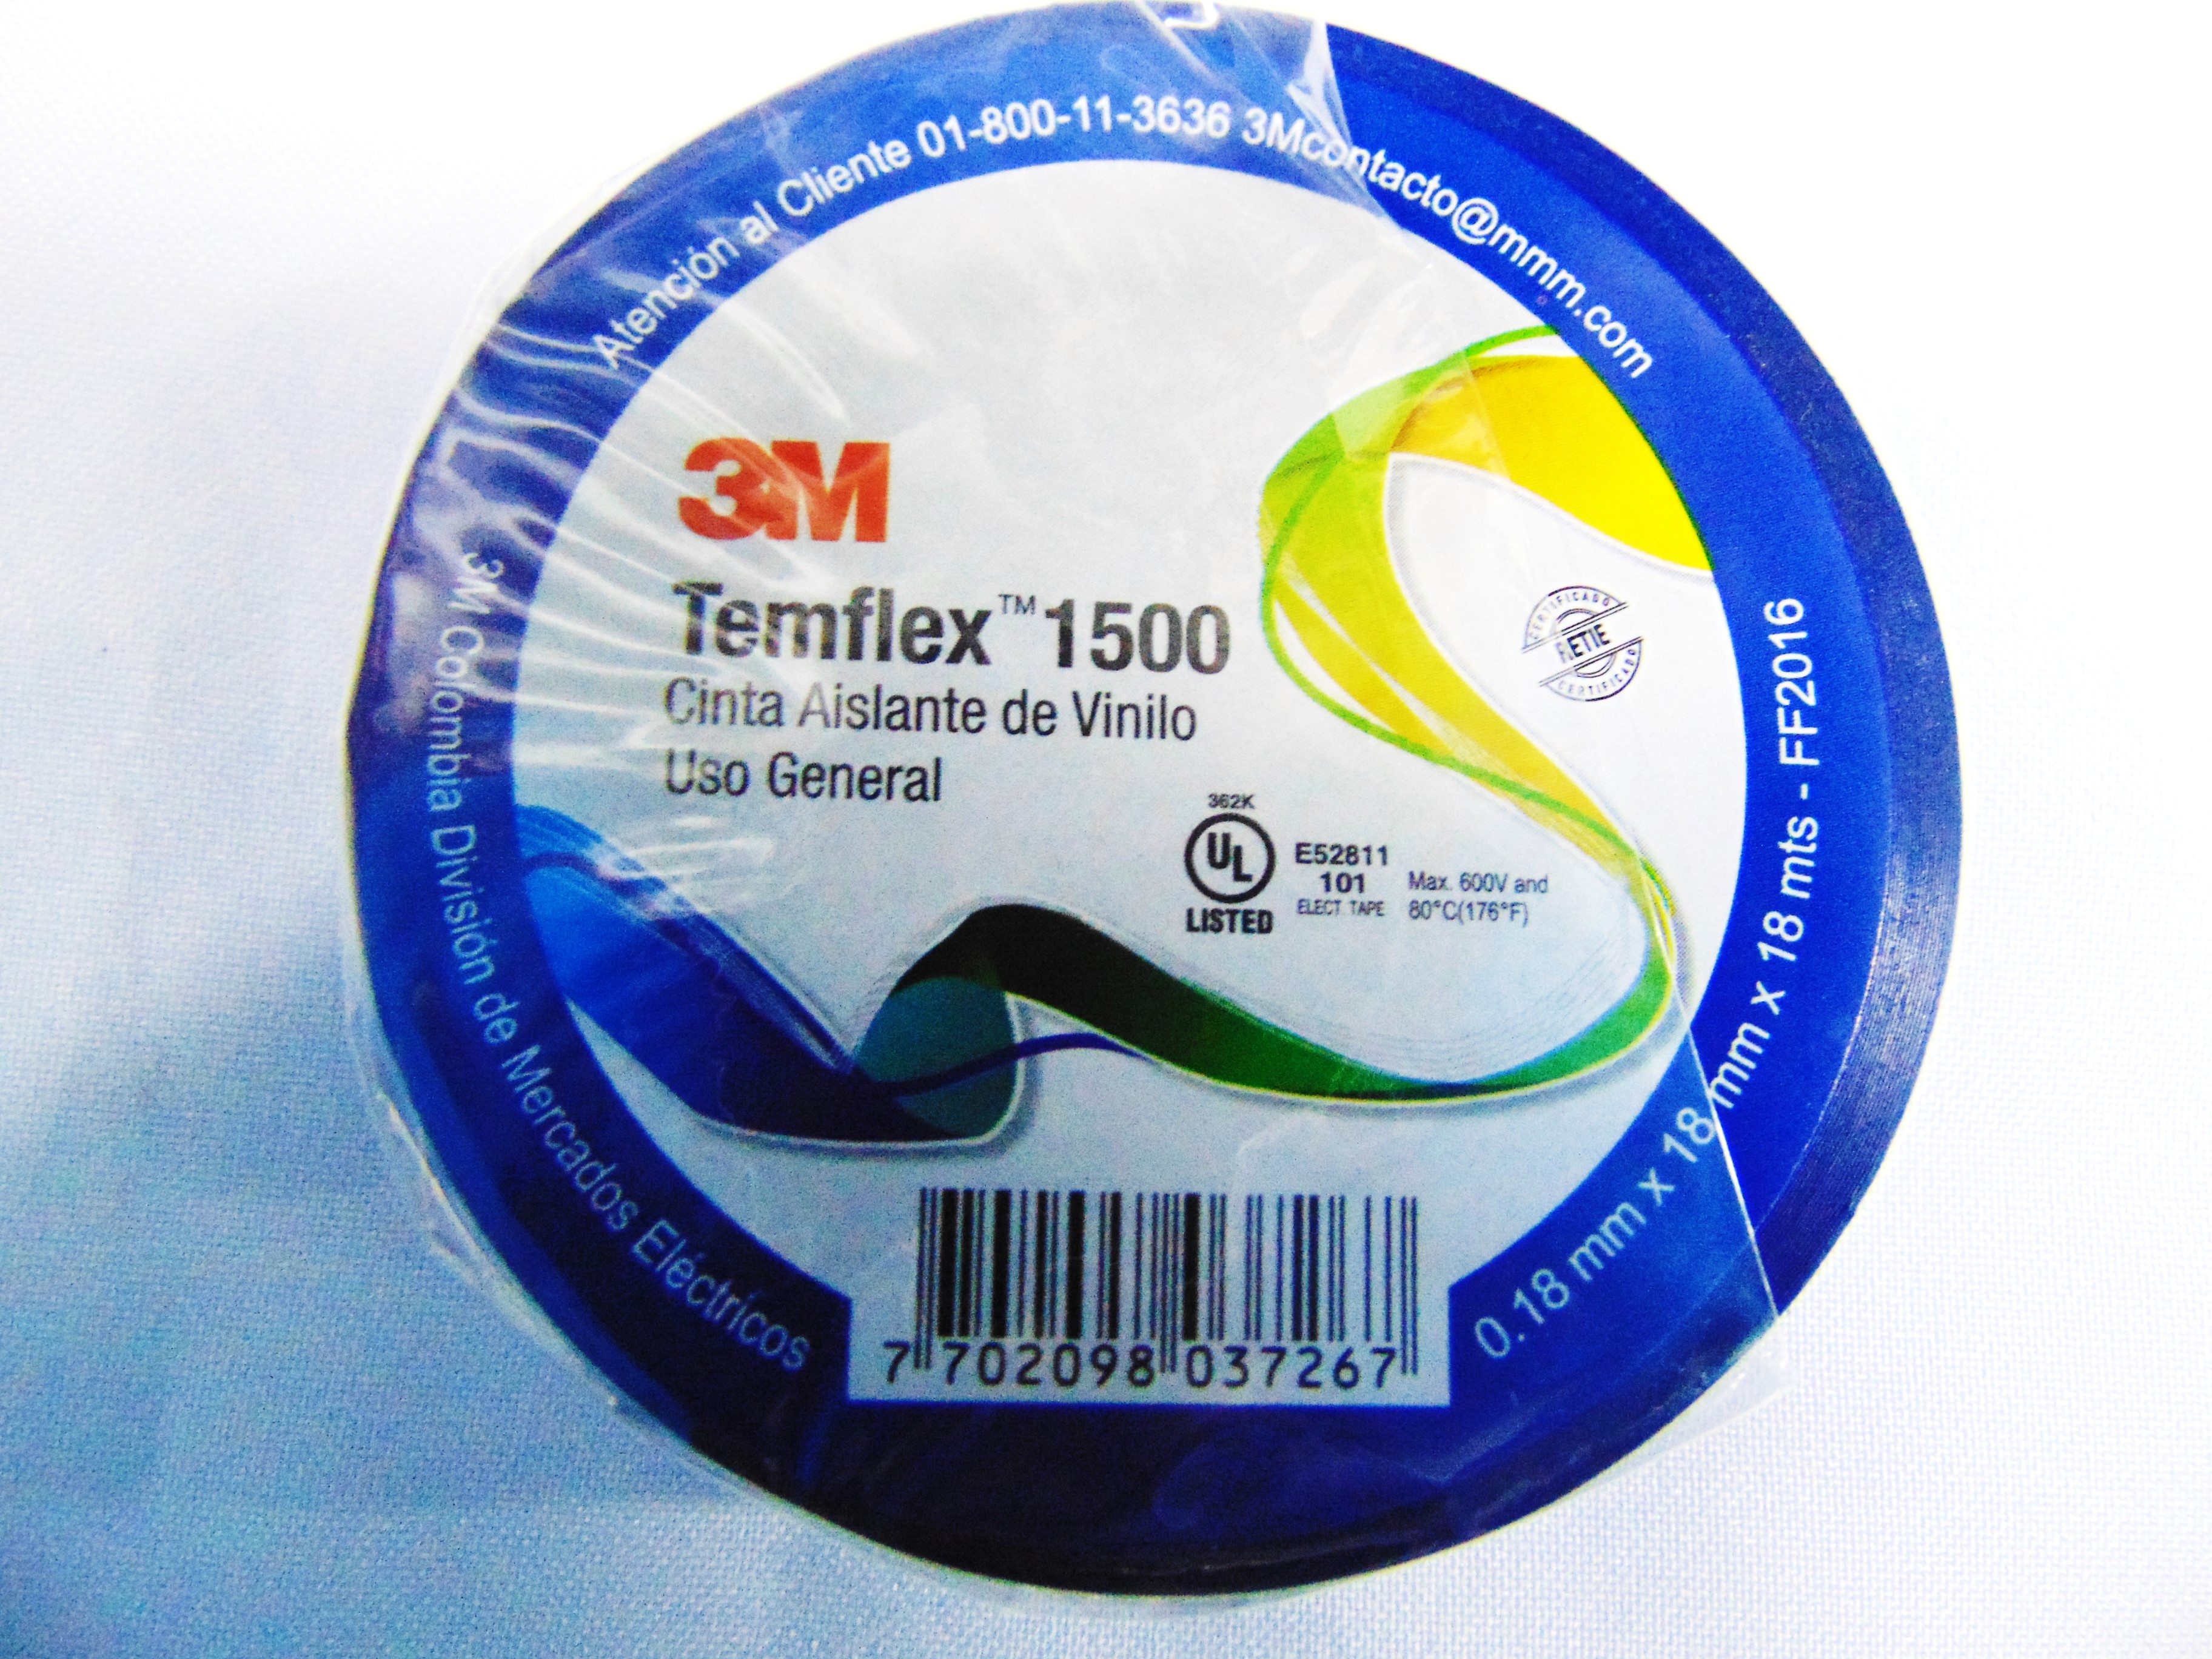 Atención al Cliente 01-800-11-3636 3Mcontacto@mmm.com
3M
Temflex™ 1500
Cinta Aislante de Vinilo
Uso General
CERTIFICADO
RETIE
CERTIFICADO
362K
UL
LISTED
E52811
101
ELECT TAPE
Max. 600V and
80°C(176°F)
3M Colombia División de Mercados Eléctricos
0.18 mm x 18 mm x 18 mts - FF2016
7 702098 037267